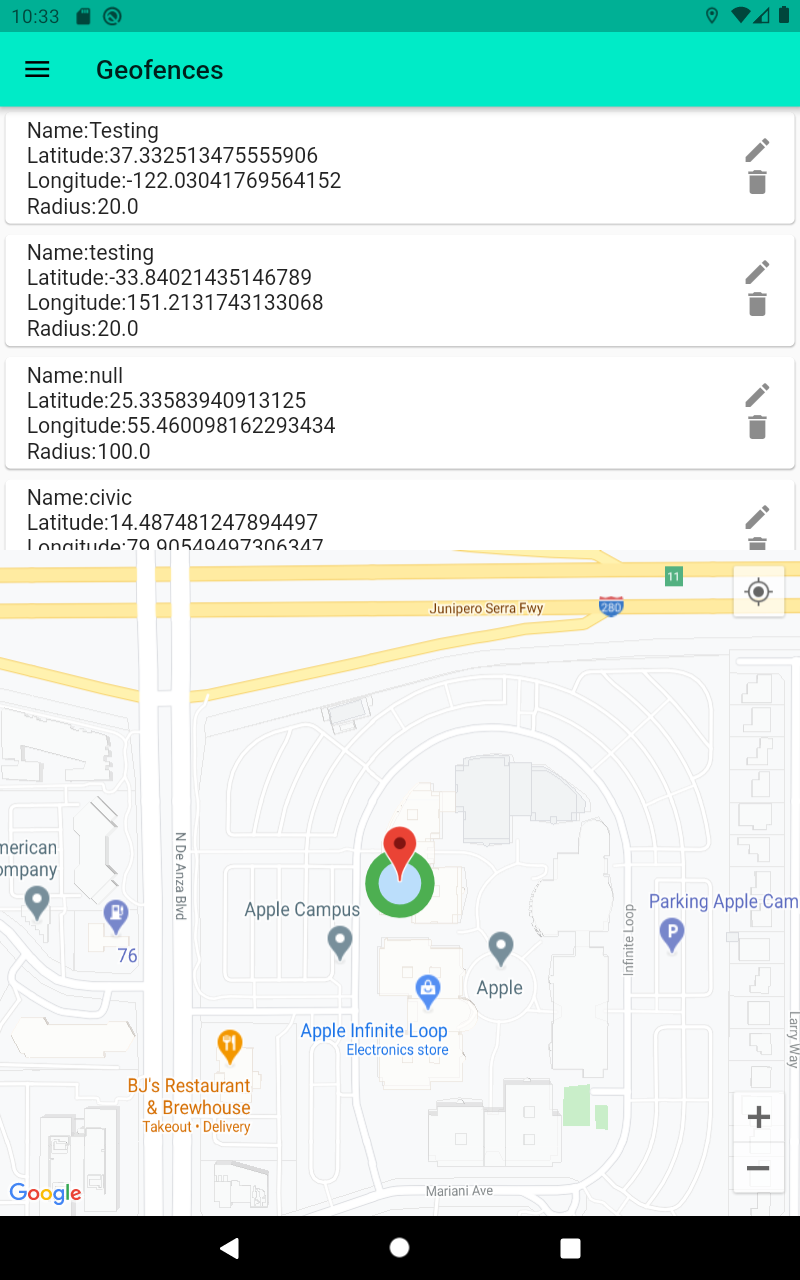 10:33
Geofences
Name:Testing
Latitude:37.332513475555906
Longitude:-122.03041769564152
Radius:20.0
Name:testing
Latitude:-33.84021435146789
Longitude:151.2131743133068
Radius:20.0
Name:null
Latitude:25.33583940913125
Longitude:55.460098162293434
Radius:100.0
Name:civic
Latitude:14.487481247894497
Longitude:79.90549497306347
11
Junipero Serra Fwy
280
N De Anza Blvd
merican
ompany
76
Apple Campus
Parking Apple Cam
P
Infinite Loop
Apple
Apple Infinite Loop
Electronics store
Larry Way
BJ's Restaurant
& Brewhouse
Takeout • Delivery
+
−
Google
Mariani Ave